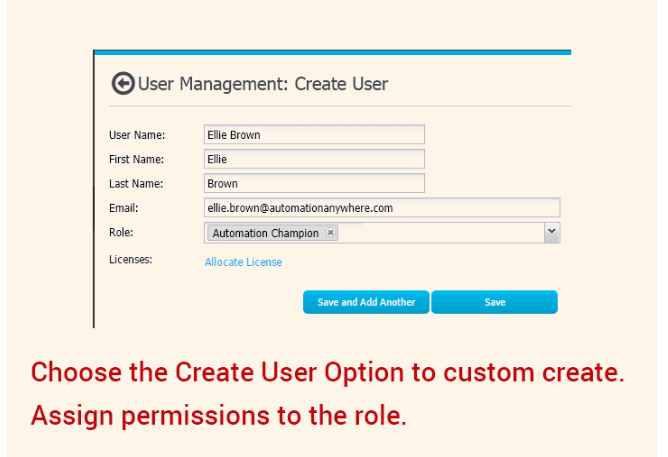 User Management: Create User
User Name: Ellie Brown
First Name: Ellie
Last Name: Brown
Email: ellie.brown@automationanywhere.com
Role: Automation Champion
Licenses: Allocate License
Save and Add Another Save
Choose the Create User Option to custom create.
Assign permissions to the role.